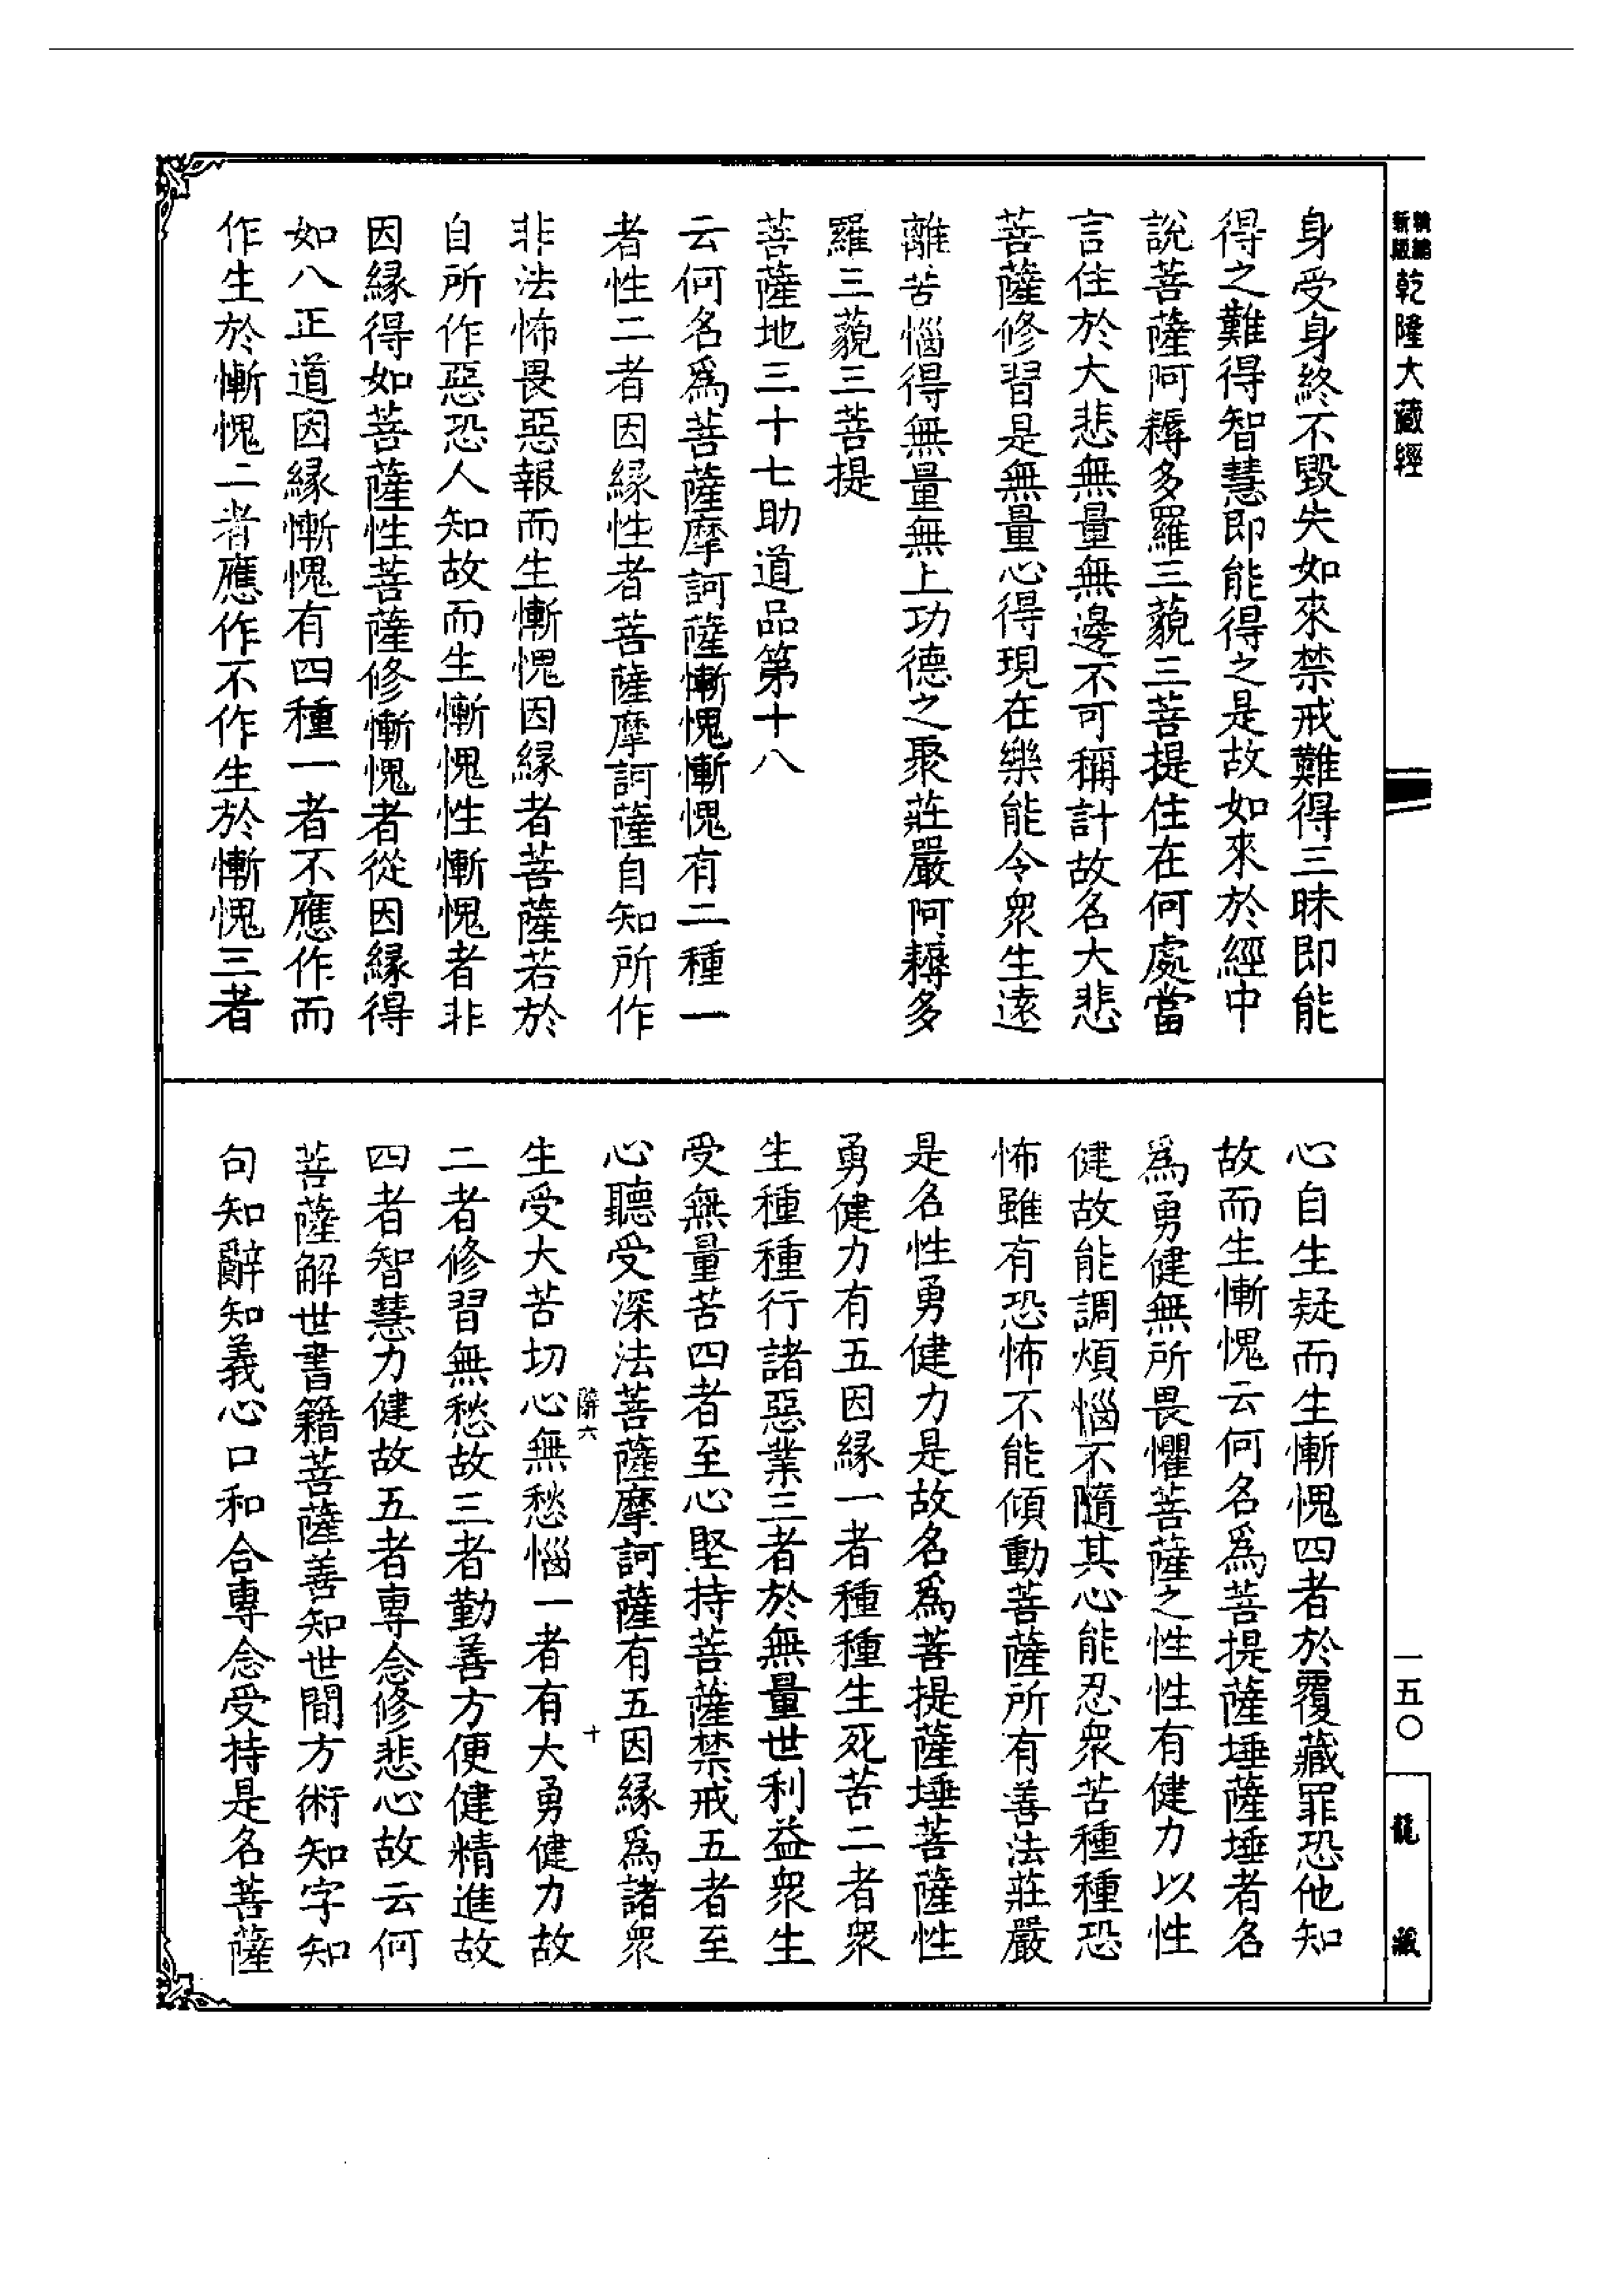 新編
新版
乾隆大藏經
身受身終不毀失如來禁戒難得三昧即能
得之難得智慧即能得之是故如來於經中
說菩薩阿耨多羅三藐三菩提住在何處當
言住於大悲無量無邊不可稱計故名大悲
菩薩修習是無量心得現在樂能令衆生遠
離苦惱得無量無上功德之聚莊嚴阿耨多
羅三藐三菩提
菩薩地三十七助道品第十八
云何名爲菩薩摩訶薩慚愧慚愧有二種一
者性二者因緣性者菩薩摩訶薩自知所作
非法怖畏惡報而生慚愧因緣者菩薩若於
自所作惡恐人知故而生慚愧性慚愧者非
因緣得如菩薩性菩薩修慚愧者從因緣得
如八正道因緣慚愧有四種一者不應作而
作生於慚愧二者應作不作生於慚愧三者
心自生疑而生慚愧四者於覆藏罪恐他知
故而生慚愧云何名爲菩提薩埵薩埵者名
爲勇健無所畏懼菩薩之性性有健力以性
健故能調煩惱不隨其心能忍衆苦種種恐
怖雖有恐怖不能傾動菩薩所有善法莊嚴
是名性勇健力是故名爲菩提薩埵菩薩性
勇健力有五因緣一者種種生死苦二者衆
生種種行諸惡業三者於無量世利益衆生
受無量苦四者至心堅持菩薩禁戒五者至
心聽受深法菩薩摩訶薩有五因緣爲諸衆
十
生受大苦切心無愁惱一者有大勇健力故
二者修習無愁故三者勤善方便健精進故
四者智慧力健故五者專念修悲心故云何
菩薩解世書籍菩薩善知世間方術知字知
句知辭知義心口和合專念受持是名菩薩
一五〇
龍藏